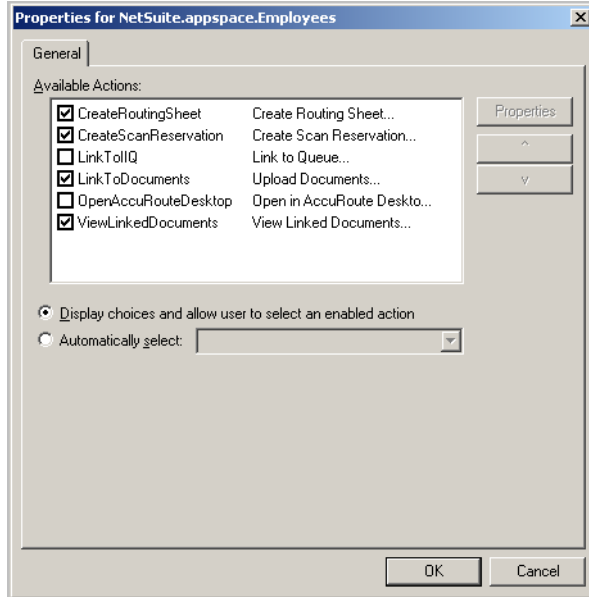 Properties for NetSuite.appspace.Employees
General
Available Actions:
CreateRoutingSheet Create Routing Sheet...
CreateScanReservation Create Scan Reservation...
LinkToIIQ Link to Queue...
LinkToDocuments Upload Documents...
OpenAccuRouteDesktop Open in AccuRoute Deskto...
ViewLinkedDocuments View Linked Documents...
Properties
^
v
Display choices and allow user to select an enabled action
Automatically select:
OK Cancel